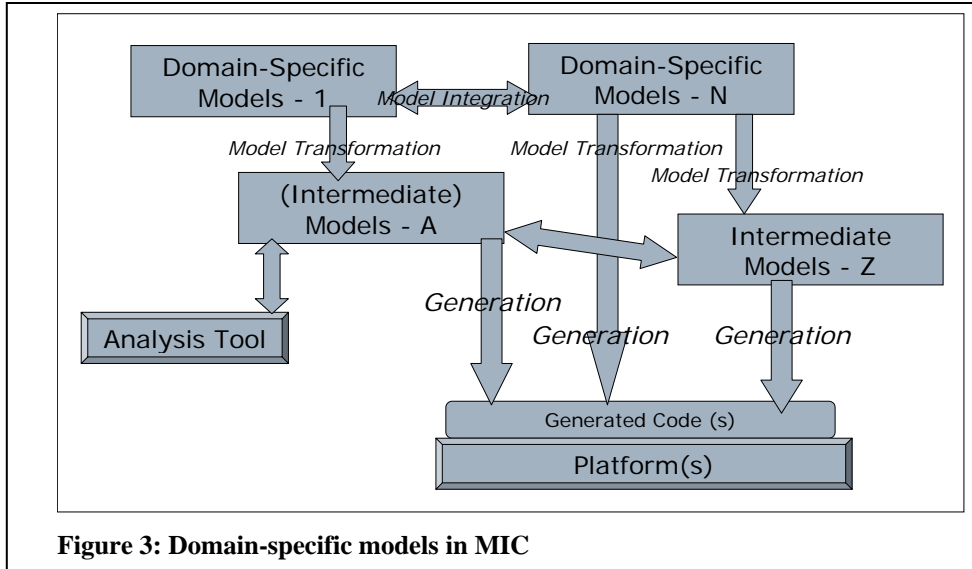 Domain-Specific
Models - 1
Model Integration
Domain-Specific
Models - N
Model Transformation
Model Transformation
Model Transformation
(Intermediate)
Models - A
Intermediate
Models - Z
Analysis Tool
Generation
Generation
Generation
Generated Code (s)
Platform(s)
Figure 3: Domain-specific models in MIC